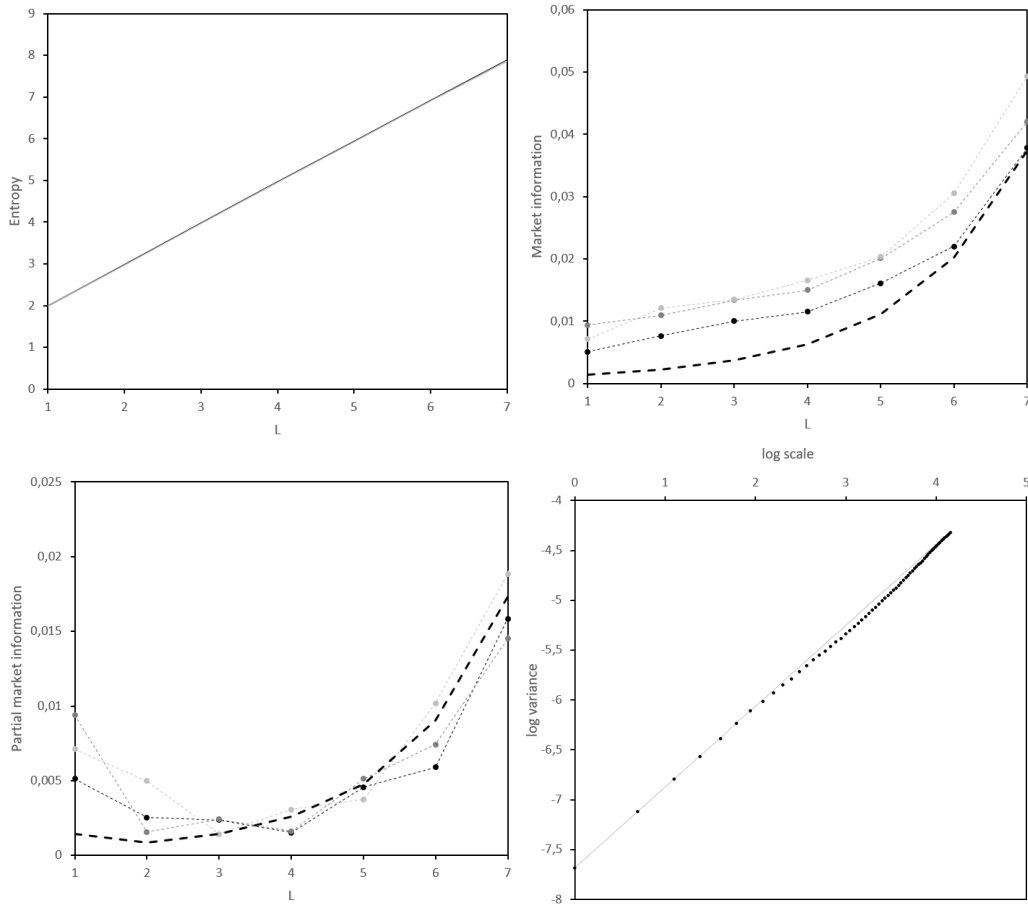 9
8
7
6
5
4
3
2
1
0
Entropy
1 2 3 4 5 6 7
L
0,06
0,05
0,04
0,03
0,02
0,01
0
Market information
1 2 3 4 5 6 7
L
0,025
0,02
0,015
0,01
0,005
0
Partial market information
1 2 3 4 5 6 7
L
log scale
0 1 2 3 4 5
-4
-4,5
-5
-5,5
-6
-6,5
-7
-7,5
-8
log variance